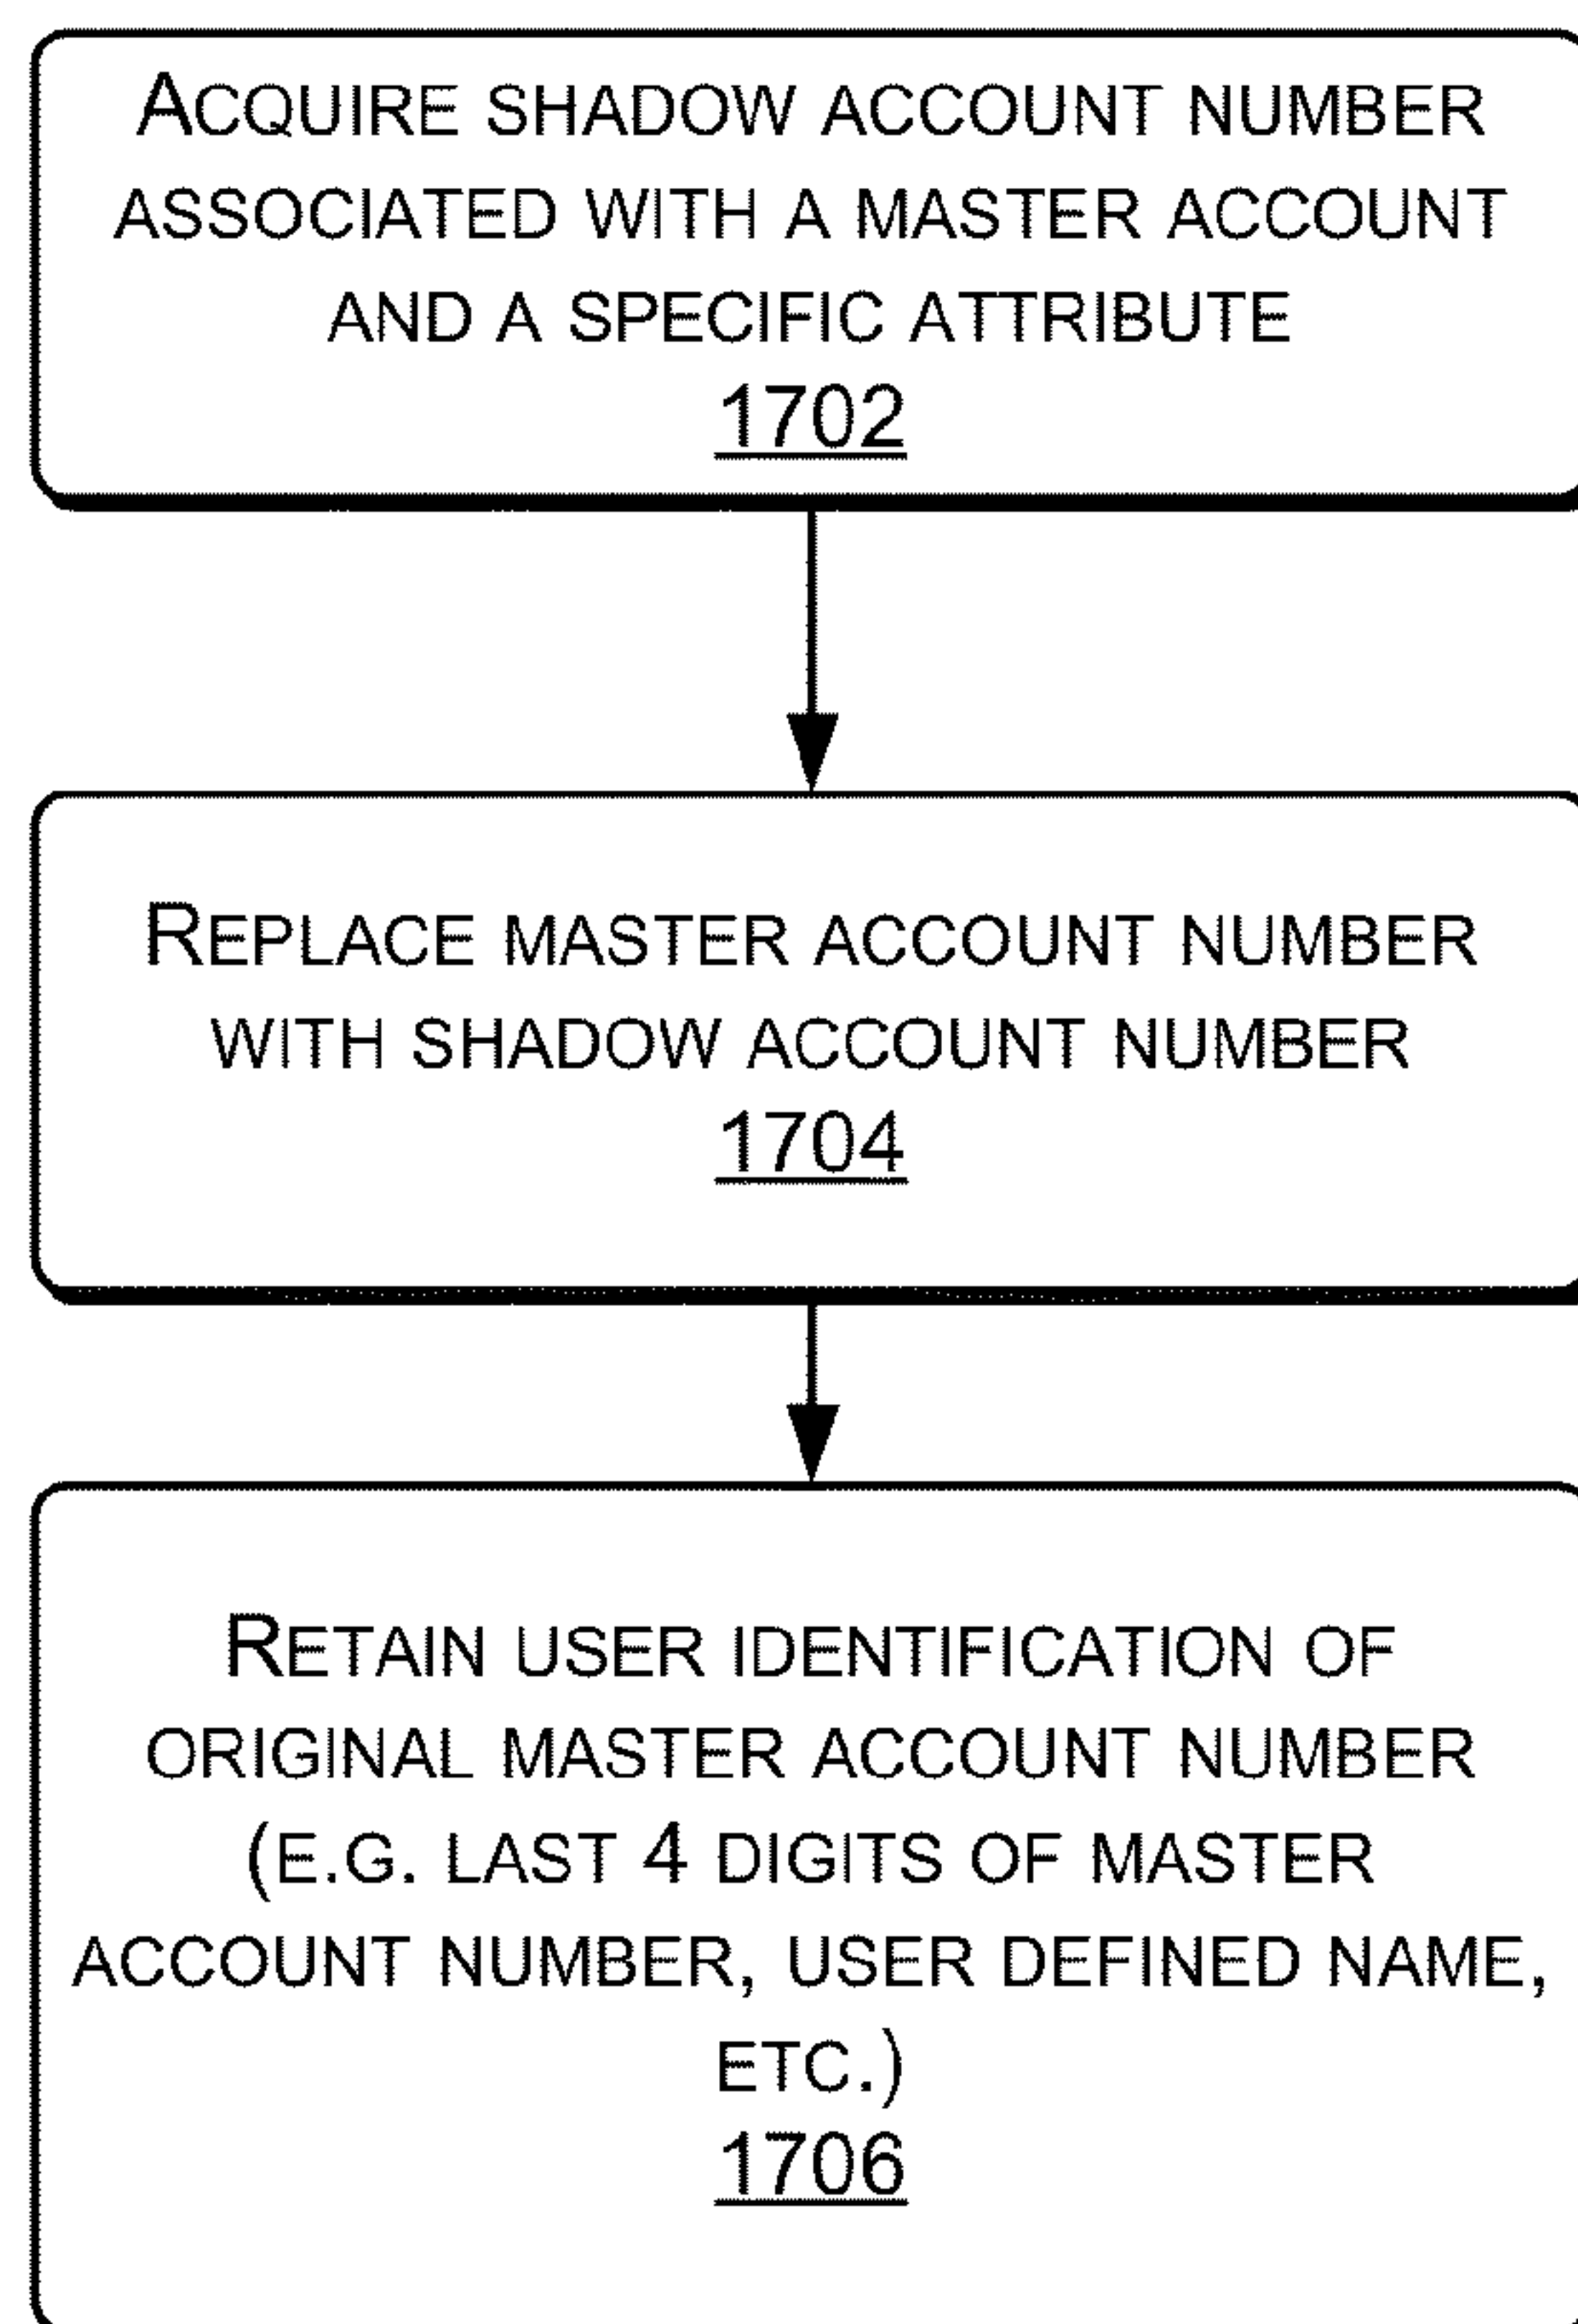 ACQUIRE SHADOW ACCOUNT NUMBER
ASSOCIATED WITH A MASTER ACCOUNT
AND A SPECIFIC ATTRIBUTE
1702
REPLACE MASTER ACCOUNT NUMBER
WITH SHADOW ACCOUNT NUMBER
1704
RETAIN USER IDENTIFICATION OF
ORIGINAL MASTER ACCOUNT NUMBER
(E.G. LAST 4 DIGITS OF MASTER
ACCOUNT NUMBER, USER DEFINED NAME,
ETC.)
1706